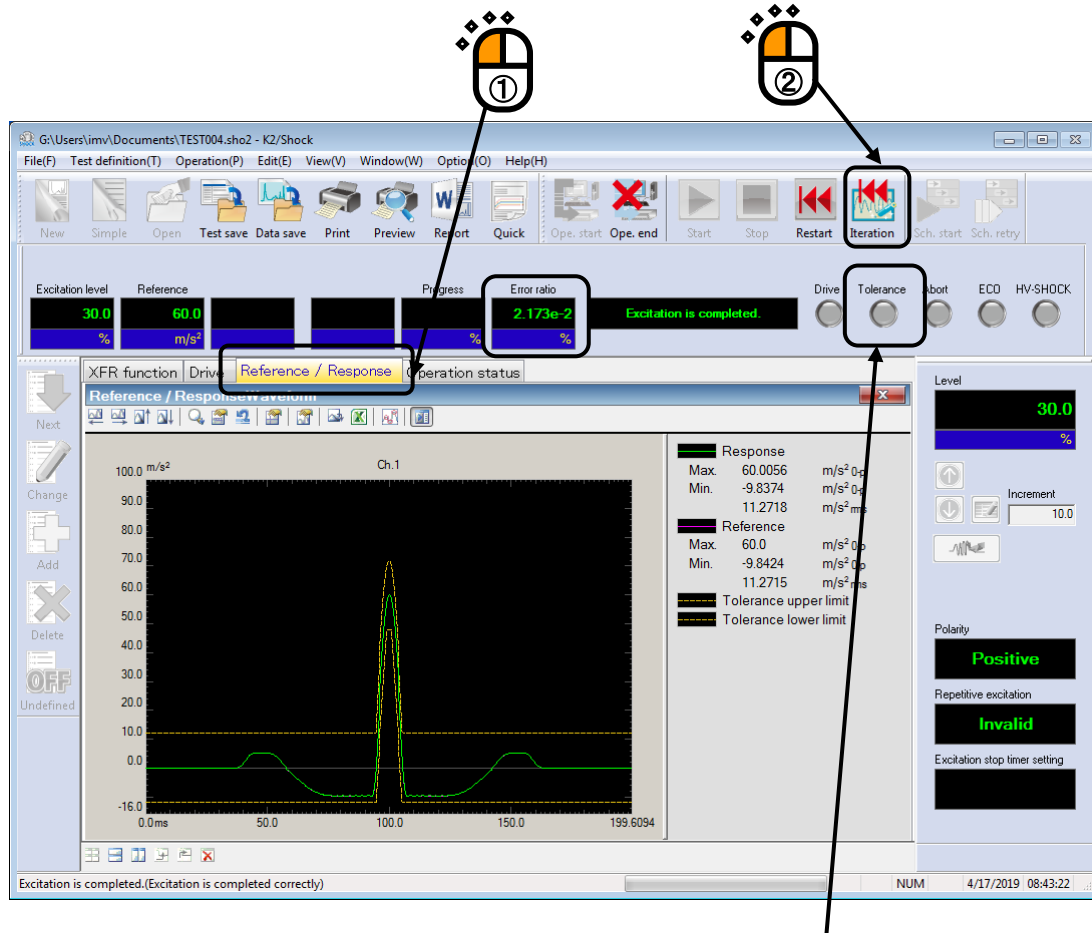 ①
②
G:\Users\imv\Documents\TEST004.sho2 - K2/Shock
File(F) Test definition(T) Operation(P) Edit(E) View(V) Window(W) Option(O) Help(H)
New Simple Open Test save Data save Print Preview Report Quick Ope. start Ope. end Start Stop Restart Iteration Sch. start Sch. retry
Excitation level Reference Progress Error ratio Drive Tolerance Abort ECO HV-SHOCK
30.0 60.0 2.173e-2 Excitation is completed.
% m/s² % %
XFR function Drive Reference / Response Operation status
Reference / ResponseWaveform
Next
Change
Add
Delete
OFF
Undefined
100.0 m/s² Ch.1
90.0
80.0
70.0
60.0
50.0
40.0
30.0
20.0
10.0
0.0
-16.0
0.0ms 50.0 100.0 150.0 199.6094
Response
Max. 60.0056 m/s² 0-p
Min. -9.8374 m/s² 0-p
11.2718 m/s² rms
Reference
Max. 60.0 m/s² 0-p
Min. -9.8424 m/s² 0-p
11.2715 m/s² rms
Tolerance upper limit
Tolerance lower limit
Level
30.0
%
Increment
10.0
Polarity
Positive
Repetitive excitation
Invalid
Excitation stop timer setting
Excitation is completed.(Excitation is completed correctly) NUM 4/17/2019 08:43:22